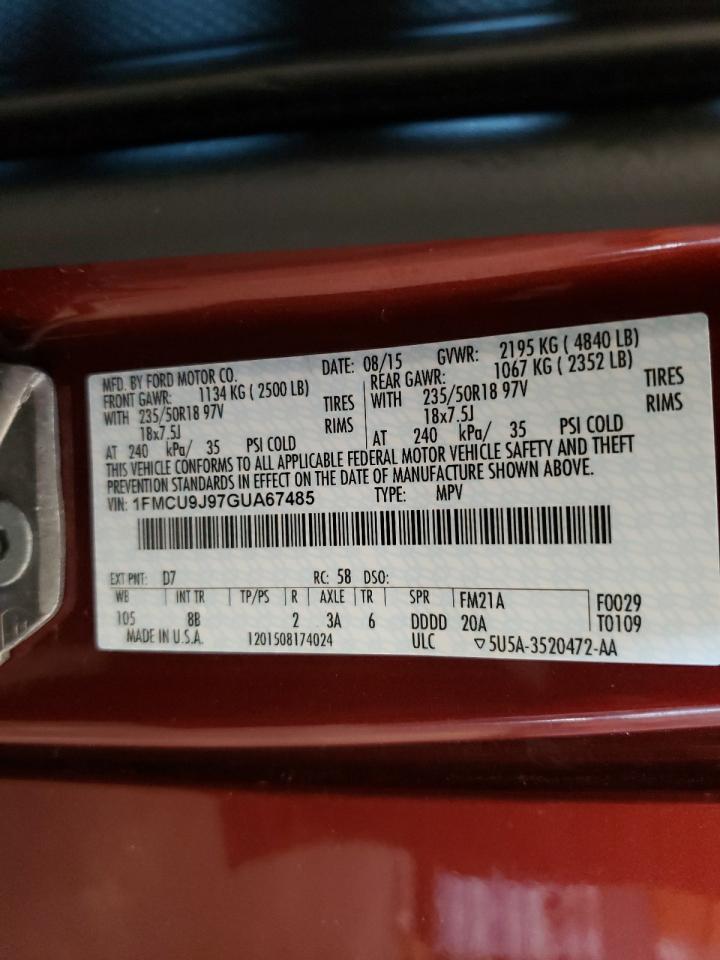 MFD. BY FORD MOTOR CO. DATE: 08/15 GVWR: 2195 KG ( 4840 LB)
FRONT GAWR: 1134 KG ( 2500 LB) REAR GAWR: 1067 KG ( 2352 LB)
WITH 235/50R18 97V TIRES WITH 235/50R18 97V TIRES
18x7.5J RIMS 18x7.5J RIMS
AT 240 kPa/ 35 PSI COLD AT 240 kPa/ 35 PSI COLD
THIS VEHICLE CONFORMS TO ALL APPLICABLE FEDERAL MOTOR VEHICLE SAFETY AND THEFT
PREVENTION STANDARDS IN EFFECT ON THE DATE OF MANUFACTURE SHOWN ABOVE.
VIN: 1FMCU9J97GUA67485 TYPE: MPV
EXT PNT: D7 RC: 58 DSO:
WB INT TR TP/PS R AXLE TR SPR FM21A F0029
105 8B 2 3A 6 DDDD 20A T0109
MADE IN U.S.A. 1201508174024 ULC ▽5U5A-3520472-AA